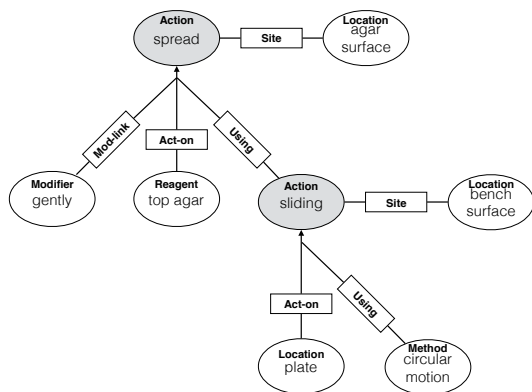 Action
spread
Site
Location
agar
surface
Mod-link
Act-on
Using
Modifier
gently
Reagent
top agar
Action
sliding
Site
Location
bench
surface
Act-on
Using
Location
plate
Method
circular
motion